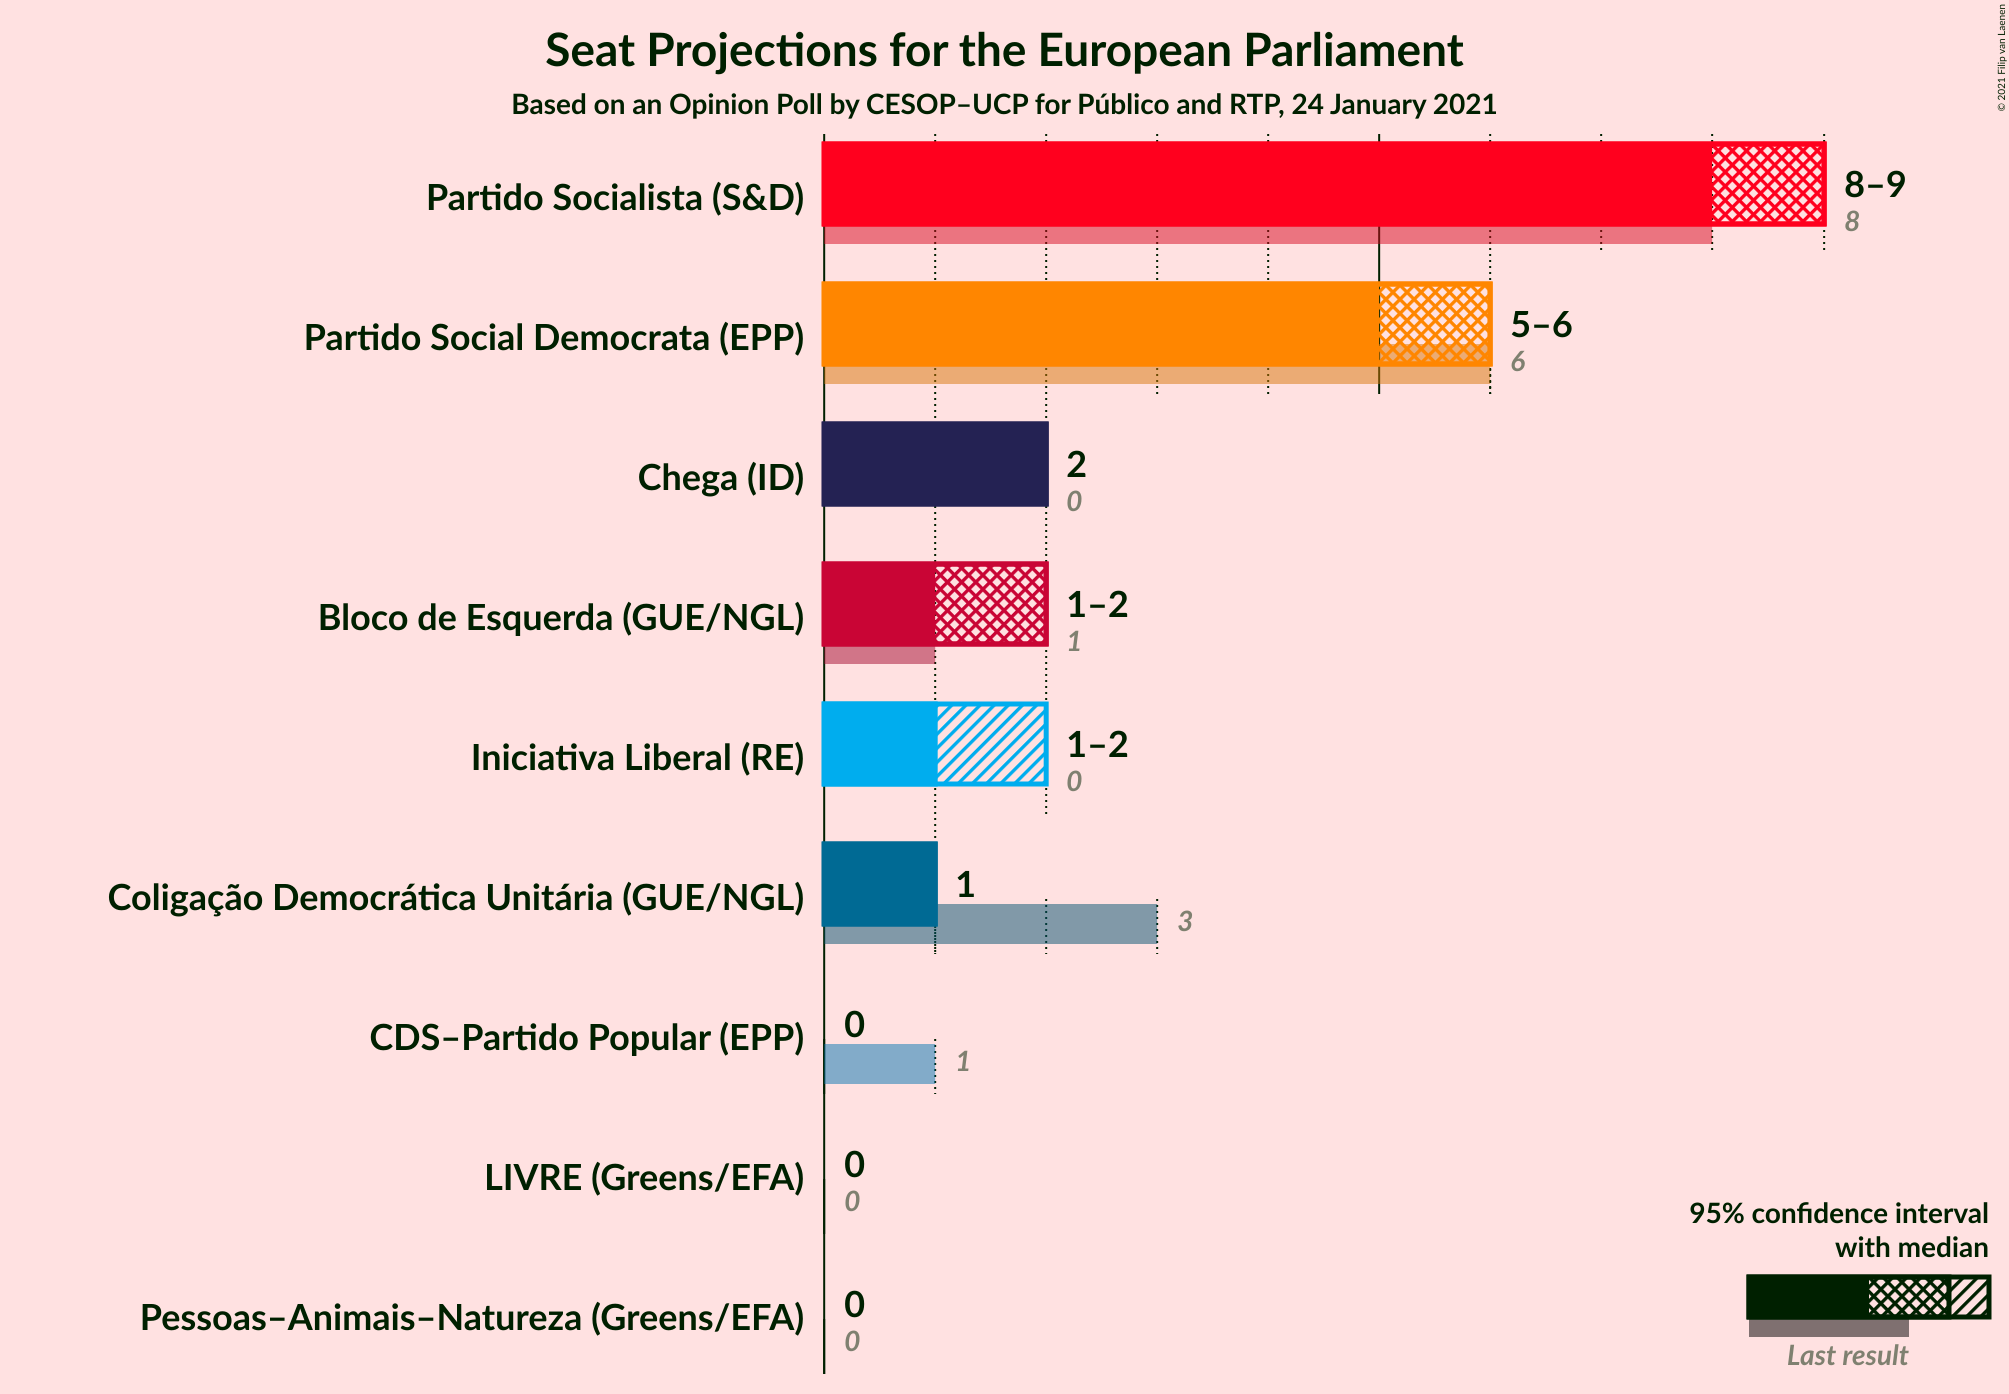 Seat Projections for the European Parliament
Based on an Opinion Poll by CESOP–UCP for Público and RTP, 24 January 2021
© 2021 Filip van Laenen
Partido Socialista (S&D)
8–9
8
Partido Social Democrata (EPP)
5–6
6
Chega (ID)
2
0
Bloco de Esquerda (GUE/NGL)
1–2
1
Iniciativa Liberal (RE)
1–2
0
Coligação Democrática Unitária (GUE/NGL)
1
3
CDS–Partido Popular (EPP)
0
1
LIVRE (Greens/EFA)
0
0
Pessoas–Animais–Natureza (Greens/EFA)
0
0
95% confidence interval
with median
Last result